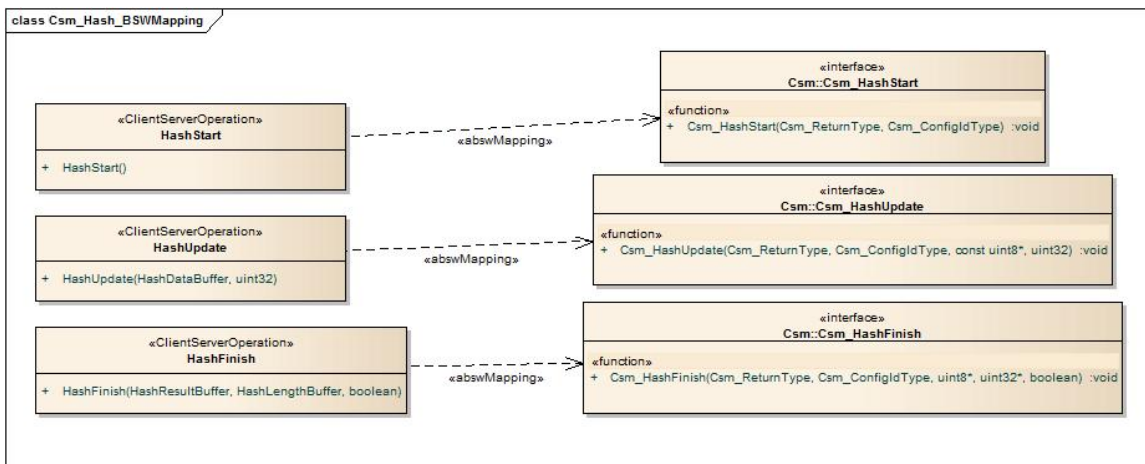 class Csm_Hash_BSWMapping
«ClientServerOperation»
HashStart
+ HashStart()
«abswMapping»
«interface»
Csm::Csm_HashStart
«function»
+ Csm_HashStart(Csm_ReturnType, Csm_ConfigIdType) :void
«ClientServerOperation»
HashUpdate
+ HashUpdate(HashDataBuffer, uint32)
«abswMapping»
«interface»
Csm::Csm_HashUpdate
«function»
+ Csm_HashUpdate(Csm_ReturnType, Csm_ConfigIdType, const uint8*, uint32) :void
«ClientServerOperation»
HashFinish
+ HashFinish(HashResultBuffer, HashLengthBuffer, boolean)
«abswMapping»
«interface»
Csm::Csm_HashFinish
«function»
+ Csm_HashFinish(Csm_ReturnType, Csm_ConfigIdType, uint8*, uint32*, boolean) :void